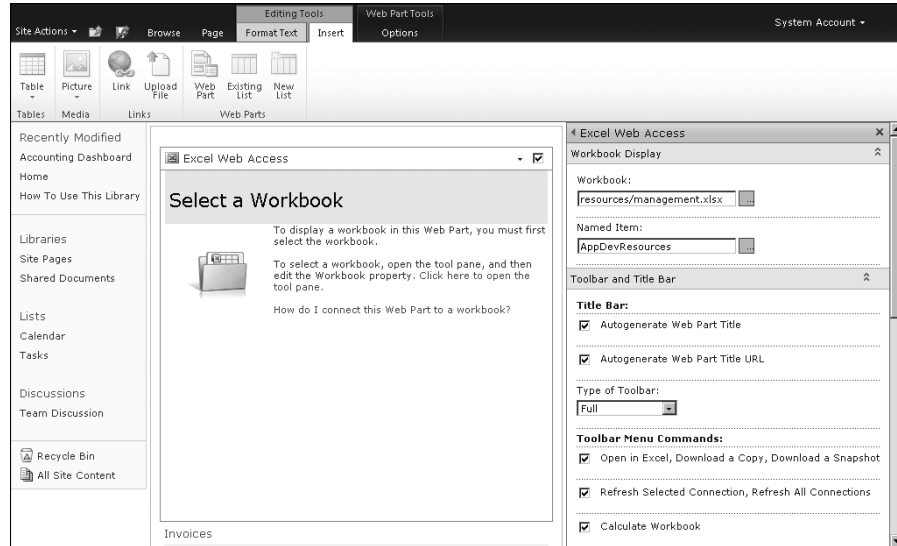 Editing Tools
Web Part Tools
System Account
Site Actions
Browse
Page
Format Text
Insert
Options
Table
Picture
Link
Upload File
Web Part
Existing List
New List
Tables
Media
Links
Web Parts
Recently Modified
Accounting Dashboard
Home
How To Use This Library
Libraries
Site Pages
Shared Documents
Lists
Calendar
Tasks
Discussions
Team Discussion
Recycle Bin
All Site Content
Excel Web Access
Select a Workbook
To display a workbook in this Web Part, you must first
select the workbook.
To select a workbook, open the tool pane, and then
edit the Workbook property. Click here to open the
tool pane.
How do I connect this Web Part to a workbook?
Invoices
Excel Web Access
Workbook Display
Workbook:
resources/management.xlsx
...
Named Item:
AppDevResources
...
Toolbar and Title Bar
Title Bar:
Autogenerate Web Part Title
Autogenerate Web Part Title URL
Type of Toolbar:
Full
Toolbar Menu Commands:
Open in Excel, Download a Copy, Download a Snapshot
Refresh Selected Connection, Refresh All Connections
Calculate Workbook